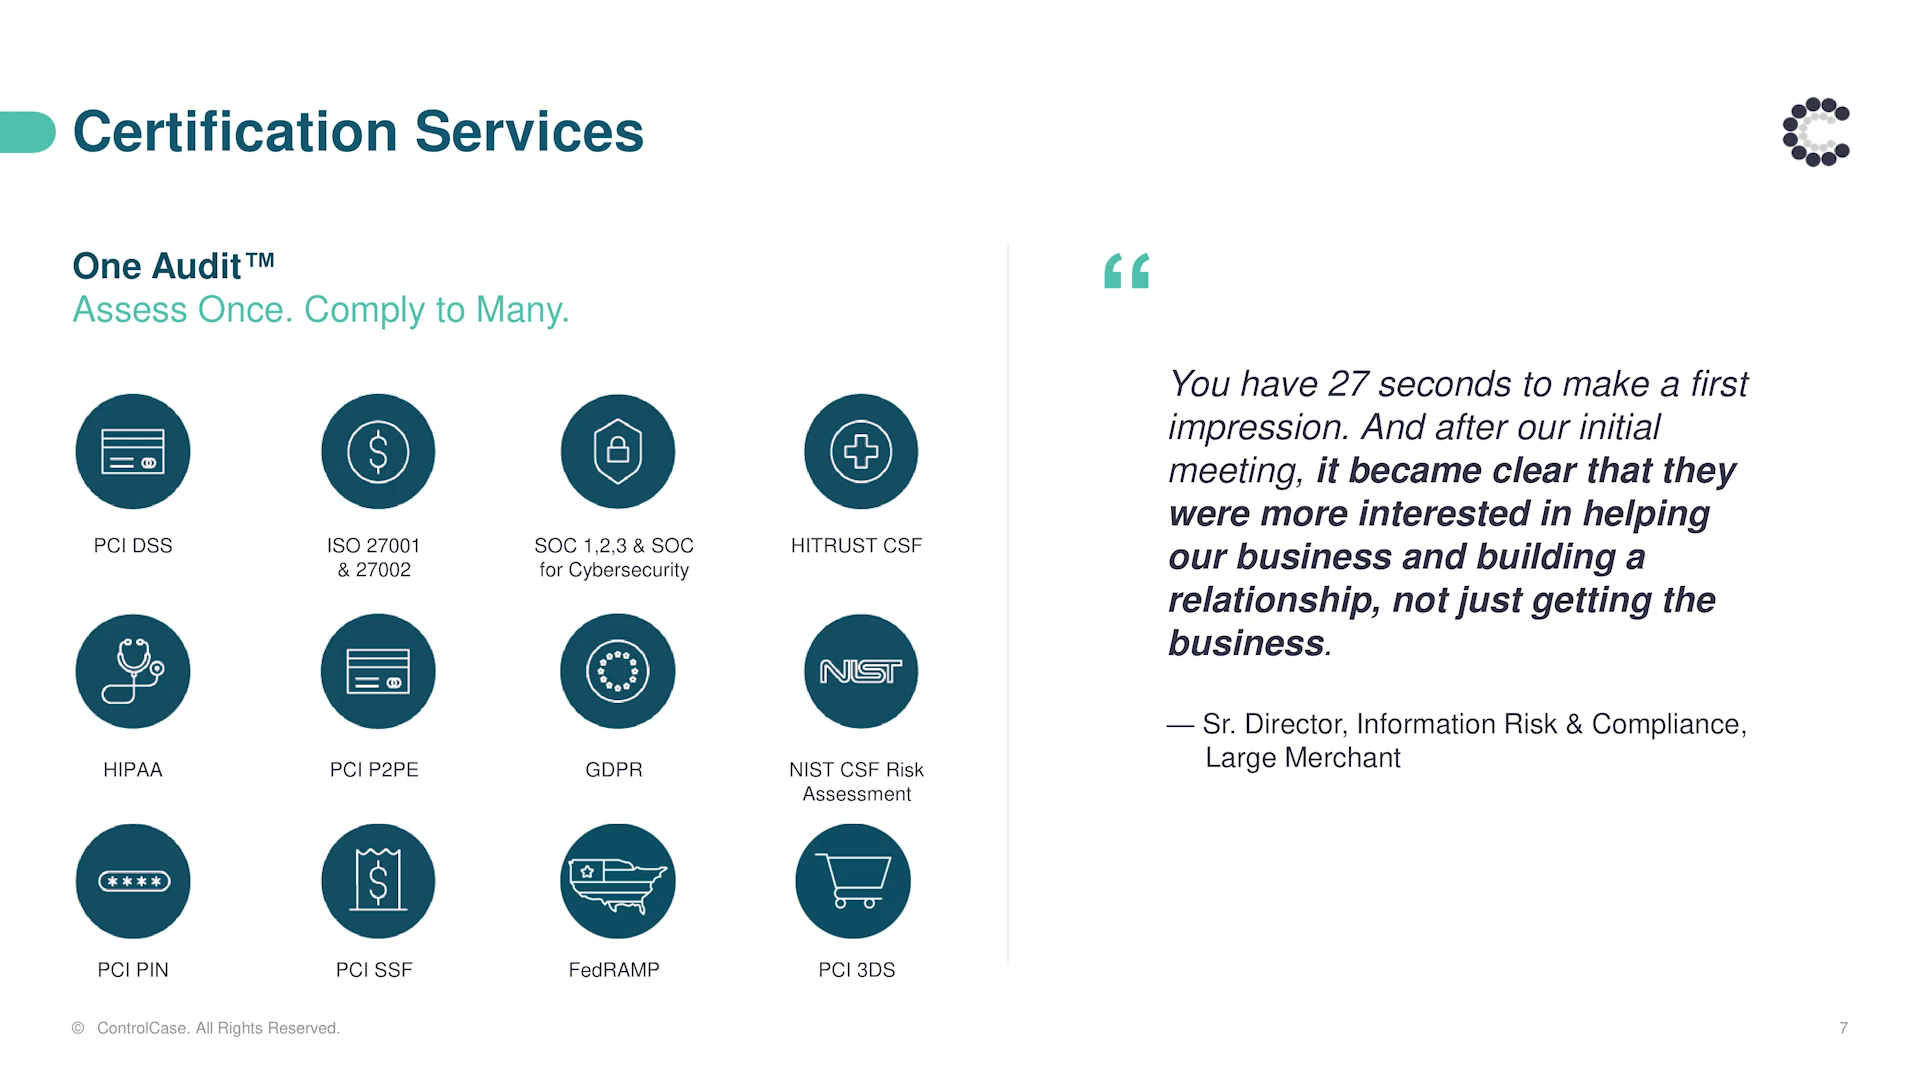 Certification Services
One Audit™
Assess Once. Comply to Many.
PCI DSS
ISO 27001
& 27002
SOC 1,2,3 & SOC
for Cybersecurity
HITRUST CSF
HIPAA
PCI P2PE
GDPR
NIST
NIST CSF Risk
Assessment
****
PCI PIN
PCI SSF
FedRAMP
PCI 3DS
“
You have 27 seconds to make a first
impression. And after our initial
meeting, it became clear that they
were more interested in helping
our business and building a
relationship, not just getting the
business.
— Sr. Director, Information Risk & Compliance,
Large Merchant
© ControlCase. All Rights Reserved.
7